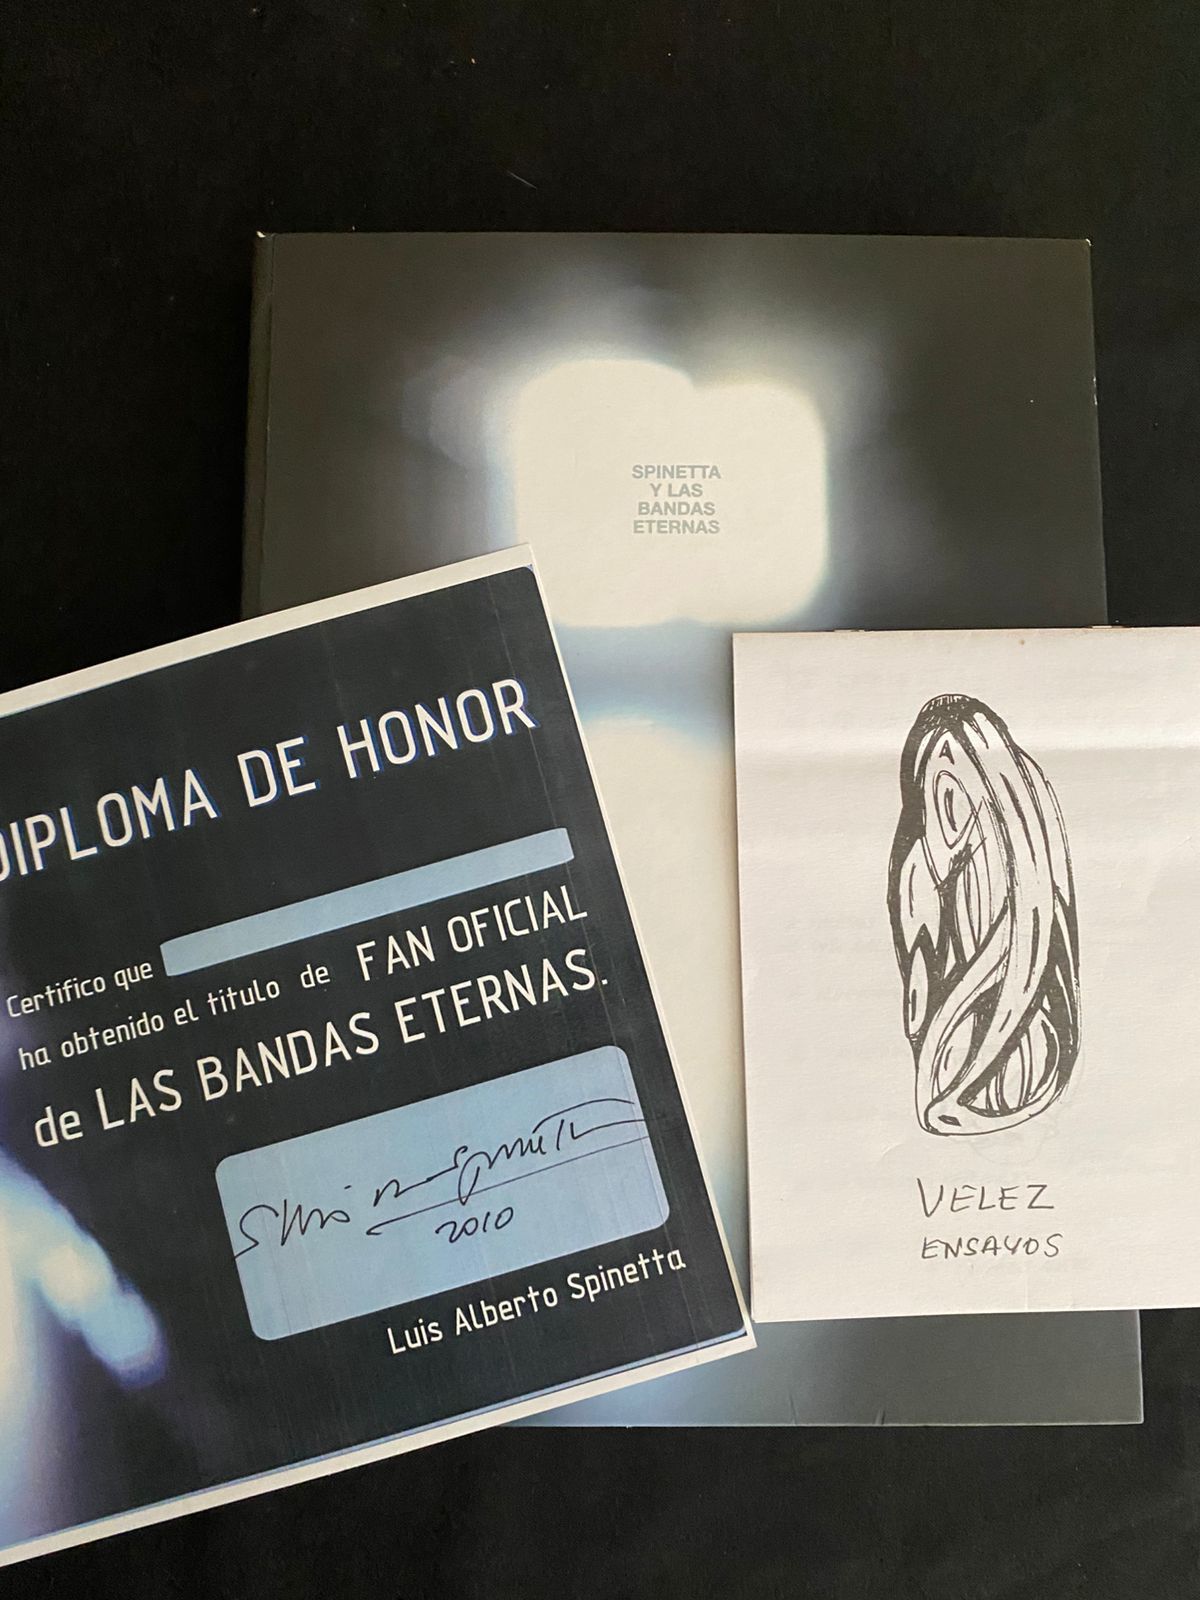 SPINETTA
Y LAS
BANDAS
ETERNAS
DIPLOMA DE HONOR
Certifico que
ha obtenido el título de FAN OFICIAL
de LAS BANDAS ETERNAS.
2010
Luis Alberto Spinetta
VELEZ
ENSAYOS